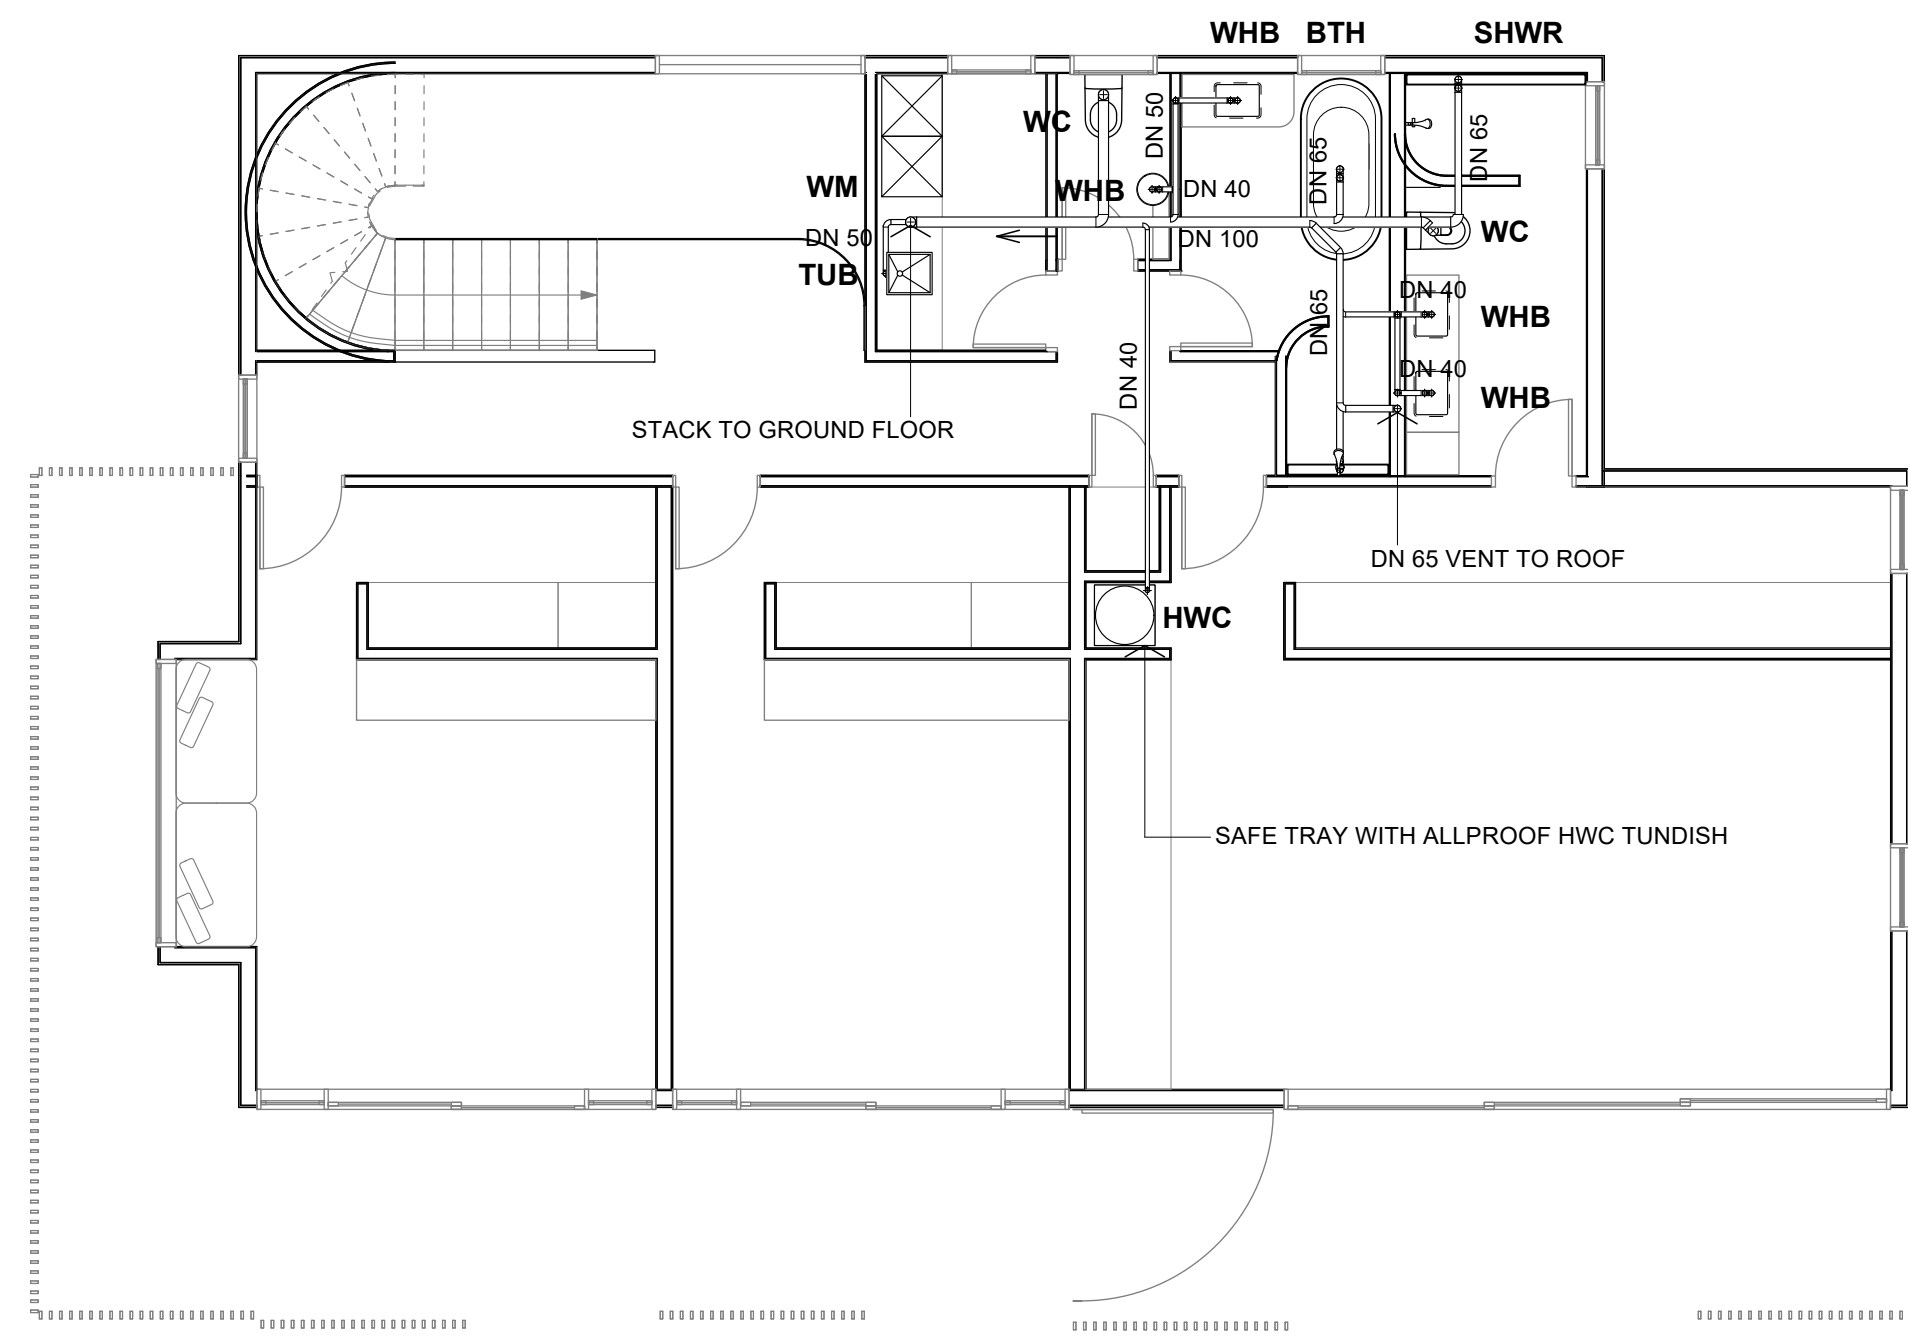 WHB BTH SHWR
WC
DN 50
DN 65
DN 65
WM
WHB
DN 40
DN 50
DN 100
WC
TUB
DN 65
DN 40
WHB
DN 40
DN 40
WHB
STACK TO GROUND FLOOR
DN 65 VENT TO ROOF
HWC
SAFE TRAY WITH ALLPROOF HWC TUNDISH